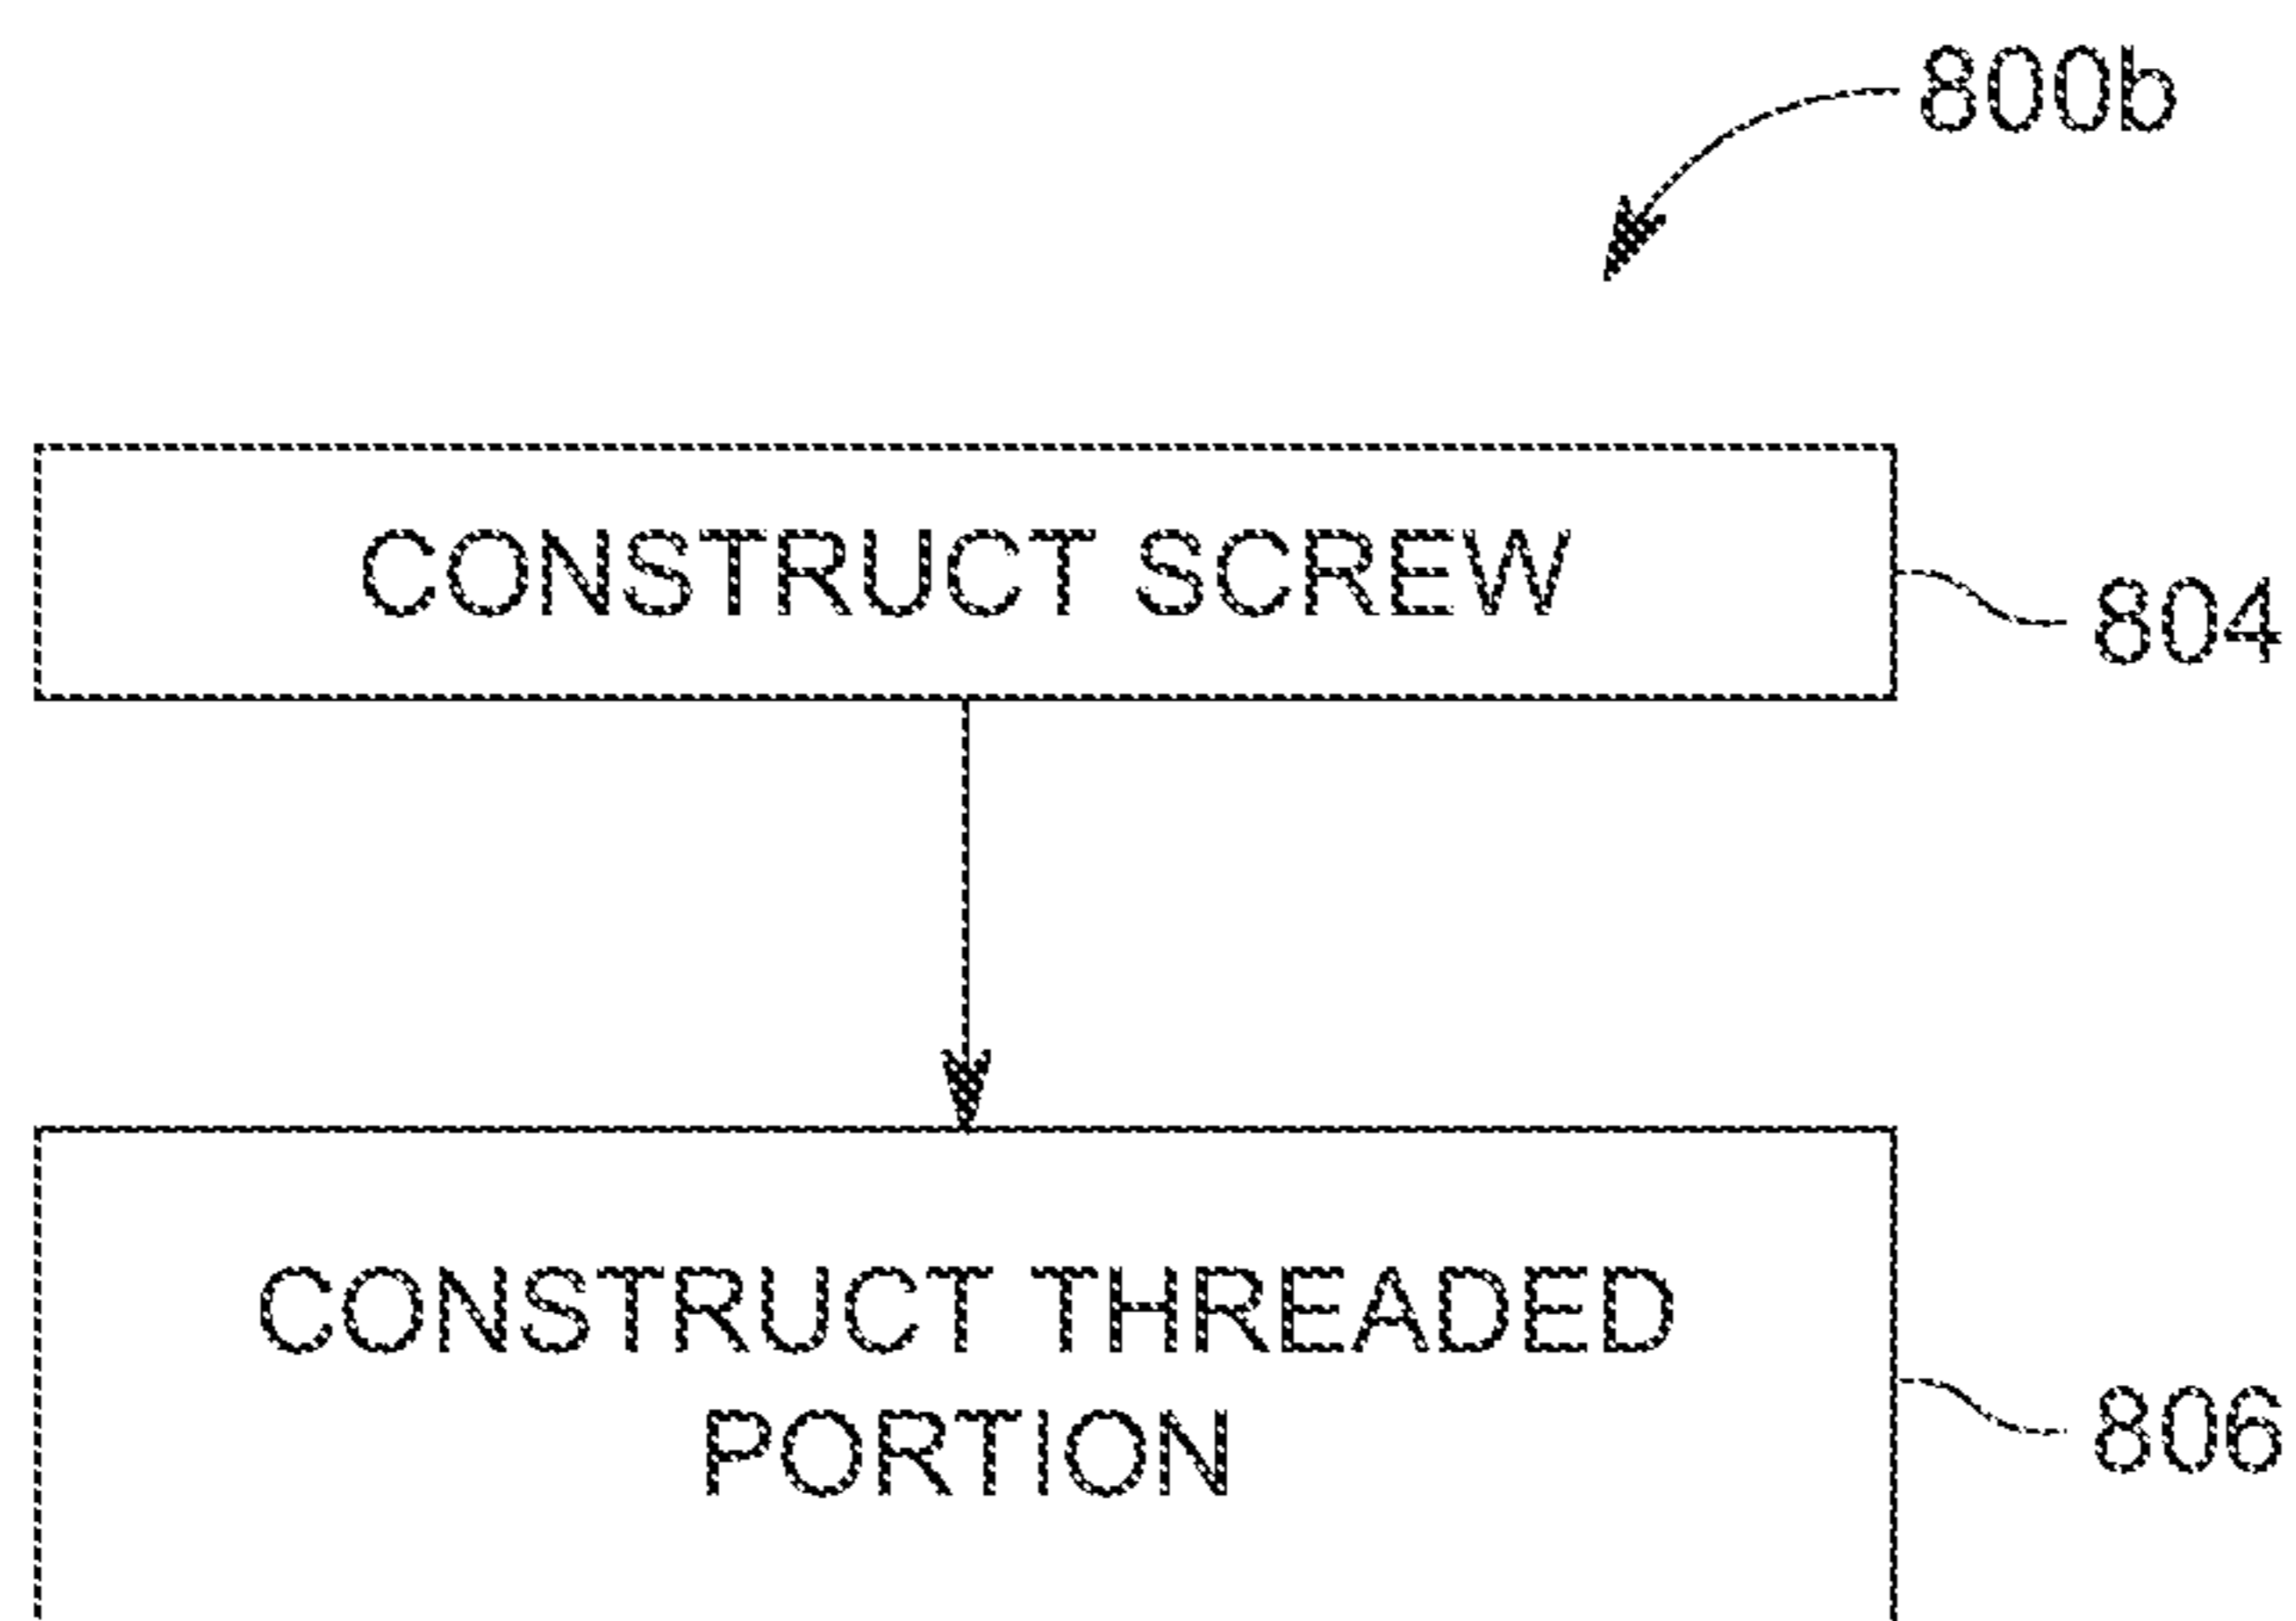 800b
CONSTRUCT SCREW
804
CONSTRUCT THREADED
PORTION
806